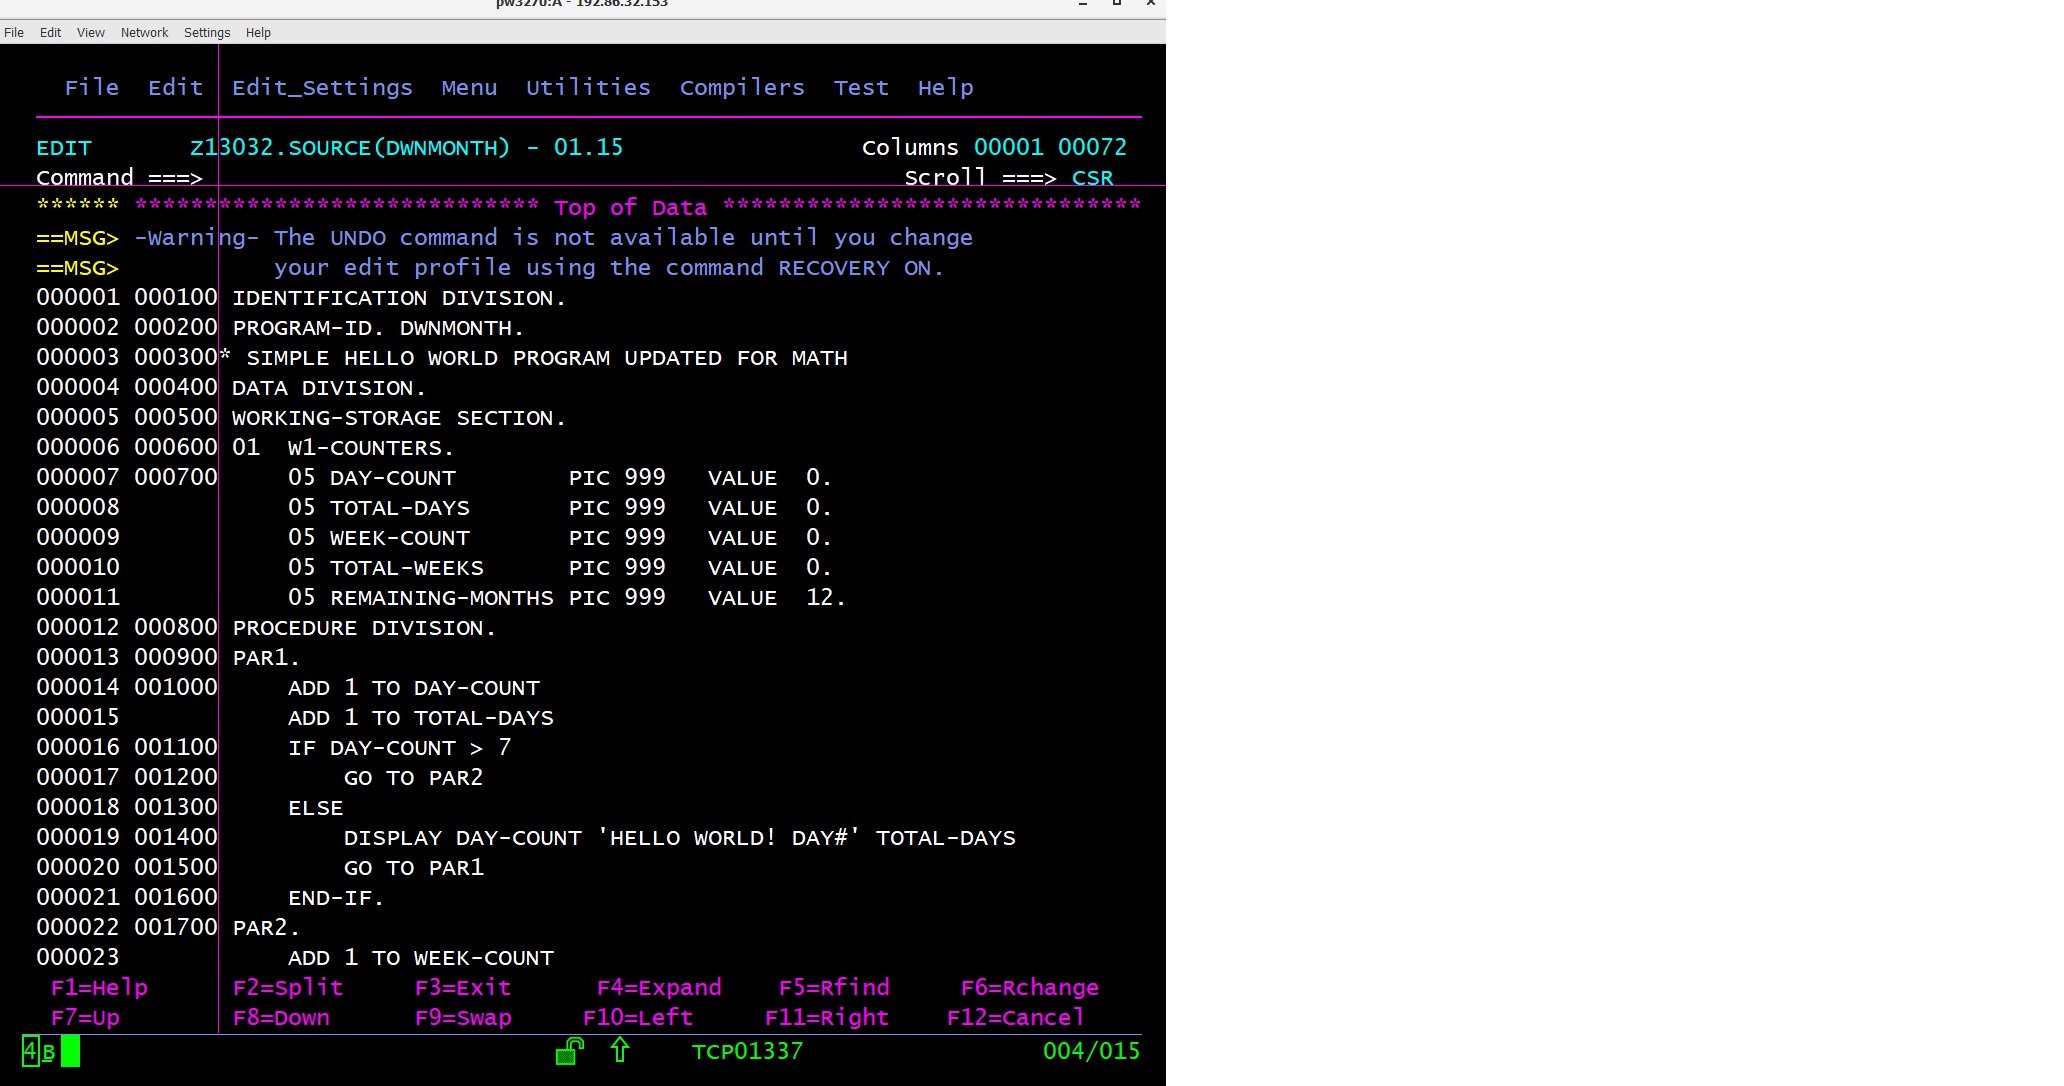 pw3270:A - 192.86.32.153
File Edit View Network Settings Help
File Edit Edit_Settings Menu Utilities Compilers Test Help
EDIT Z13032.SOURCE(DWNMONTH) - 01.15 Columns 00001 00072
Command ===> Scroll ===> CSR
****** ***************************** Top of Data ******************************
==MSG> -Warning- The UNDO command is not available until you change
==MSG> your edit profile using the command RECOVERY ON.
000001 000100 IDENTIFICATION DIVISION.
000002 000200 PROGRAM-ID. DWNMONTH.
000003 000300* SIMPLE HELLO WORLD PROGRAM UPDATED FOR MATH
000004 000400 DATA DIVISION.
000005 000500 WORKING-STORAGE SECTION.
000006 000600 01 W1-COUNTERS.
000007 000700 05 DAY-COUNT PIC 999 VALUE 0.
000008 05 TOTAL-DAYS PIC 999 VALUE 0.
000009 05 WEEK-COUNT PIC 999 VALUE 0.
000010 05 TOTAL-WEEKS PIC 999 VALUE 0.
000011 05 REMAINING-MONTHS PIC 999 VALUE 12.
000012 000800 PROCEDURE DIVISION.
000013 000900 PAR1.
000014 001000 ADD 1 TO DAY-COUNT
000015 ADD 1 TO TOTAL-DAYS
000016 001100 IF DAY-COUNT > 7
000017 001200 GO TO PAR2
000018 001300 ELSE
000019 001400 DISPLAY DAY-COUNT 'HELLO WORLD! DAY#' TOTAL-DAYS
000020 001500 GO TO PAR1
000021 001600 END-IF.
000022 001700 PAR2.
000023 ADD 1 TO WEEK-COUNT
F1=Help F2=Split F3=Exit F4=Expand F5=Rfind F6=Rchange
F7=Up F8=Down F9=Swap F10=Left F11=Right F12=Cancel
4B TCP01337 004/015